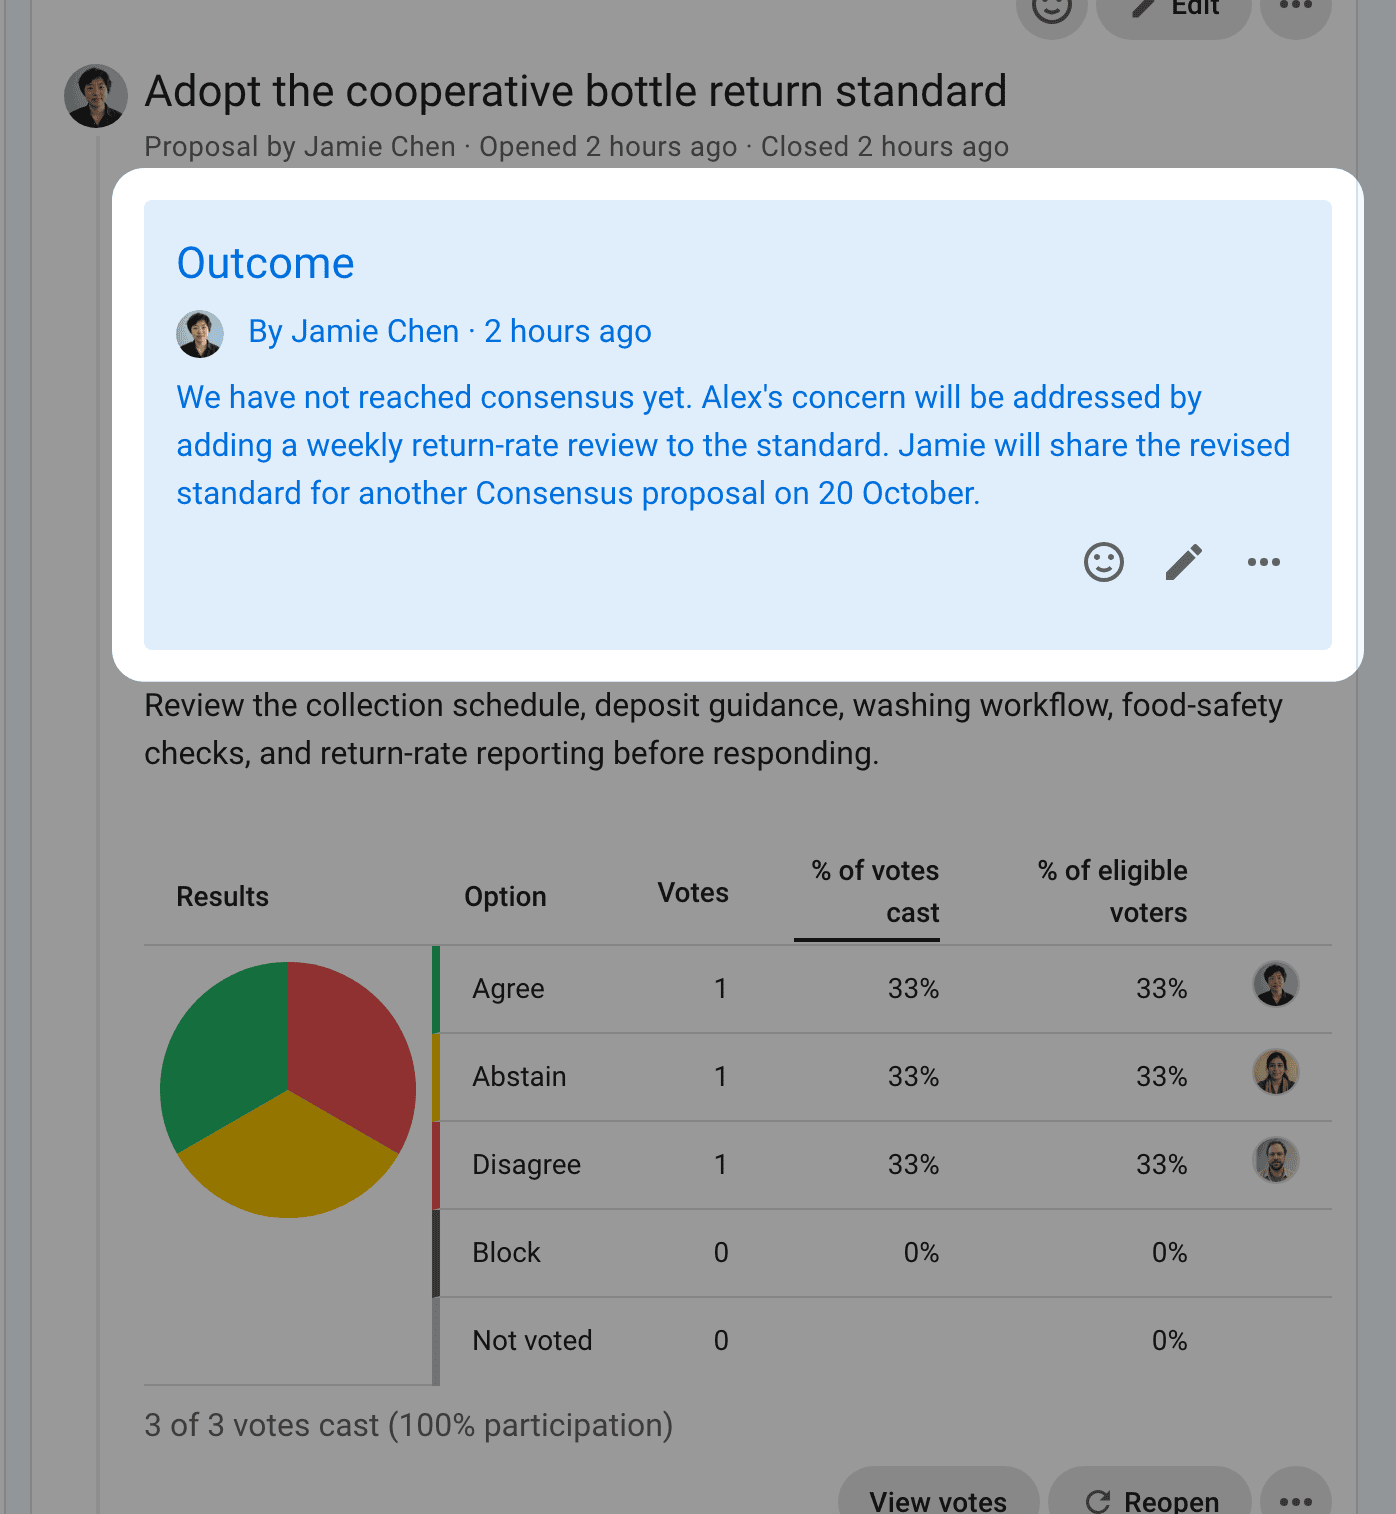 Edit
Adopt the cooperative bottle return standard
Proposal by Jamie Chen · Opened 2 hours ago · Closed 2 hours ago
Outcome
By Jamie Chen · 2 hours ago
We have not reached consensus yet. Alex's concern will be addressed by
adding a weekly return-rate review to the standard. Jamie will share the revised
standard for another Consensus proposal on 20 October.
Review the collection schedule, deposit guidance, washing workflow, food-safety
checks, and return-rate reporting before responding.
Results Option Votes % of votes cast % of eligible voters
Agree 1 33% 33%
Abstain 1 33% 33%
Disagree 1 33% 33%
Block 0 0% 0%
Not voted 0 0%
3 of 3 votes cast (100% participation)
View votes Reopen